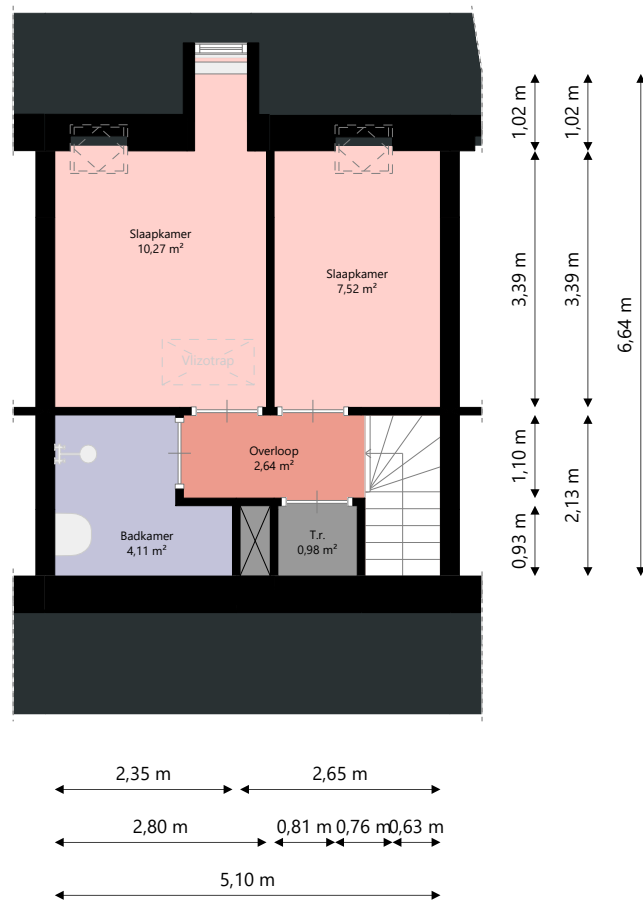 1,02 m
1,02 m
Slaapkamer
10,27 m²
Slaapkamer
7,52 m²
3,39 m
3,39 m
6,64 m
Vlizotrap
Overloop
2,64 m²
1,10 m
2,13 m
Badkamer
4,11 m²
T.r.
0,98 m²
0,93 m
2,35 m
2,65 m
2,80 m
0,81 m
0,76 m
0,63 m
5,10 m